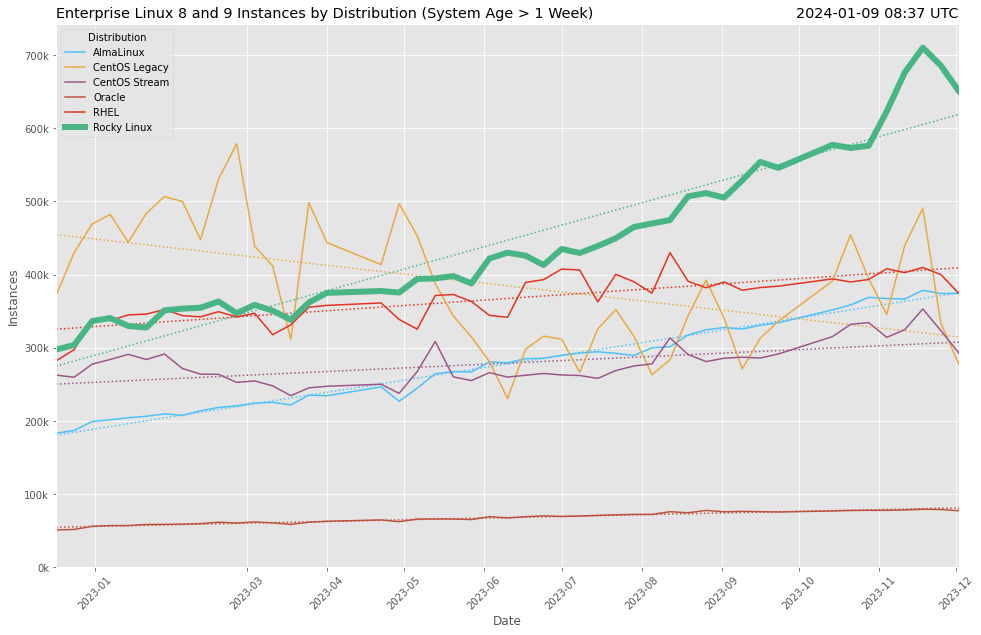 Enterprise Linux 8 and 9 Instances by Distribution (System Age > 1 Week)
2024-01-09 08:37 UTC
Distribution
AlmaLinux
CentOS Legacy
CentOS Stream
Oracle
RHEL
Rocky Linux
700k
600k
500k
400k
300k
200k
100k
0k
Instances
2023-01
2023-03
2023-04
2023-05
2023-06
2023-07
2023-08
2023-09
2023-10
2023-11
2023-12
Date